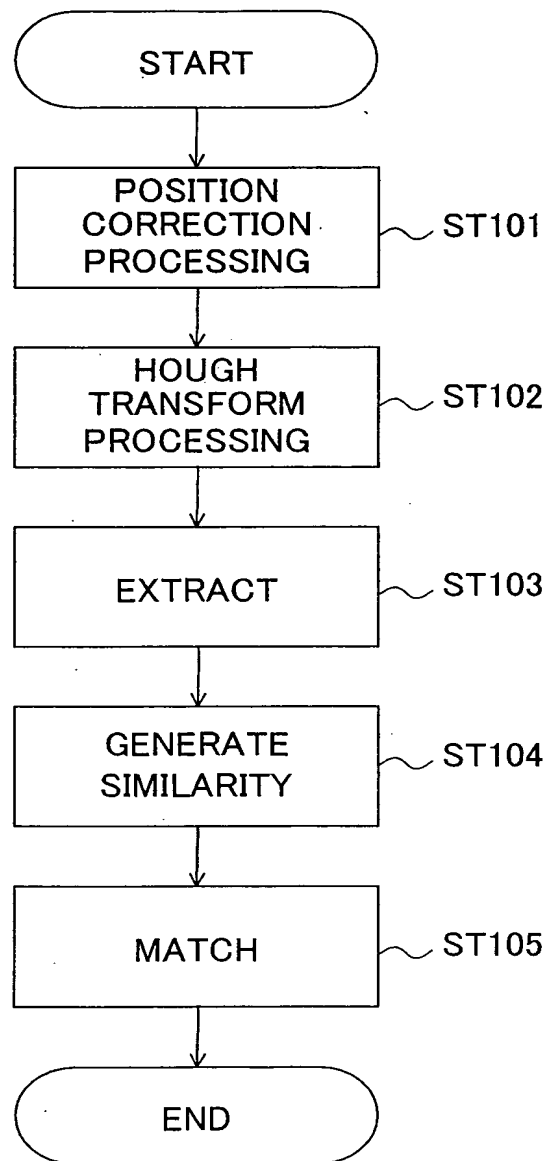 START
POSITION
CORRECTION
PROCESSING
ST101
HOUGH
TRANSFORM
PROCESSING
ST102
EXTRACT
ST103
GENERATE
SIMILARITY
ST104
MATCH
ST105
END